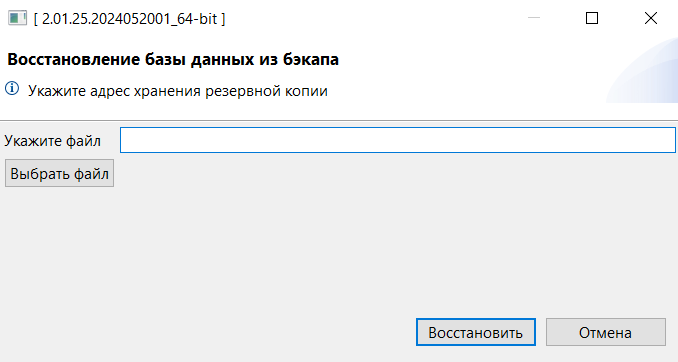 [ 2.01.25.2024052001_64-bit ]
Восстановление базы данных из бэкапа
Укажите адрес хранения резервной копии
Укажите файл
Выбрать файл
Восстановить Отмена